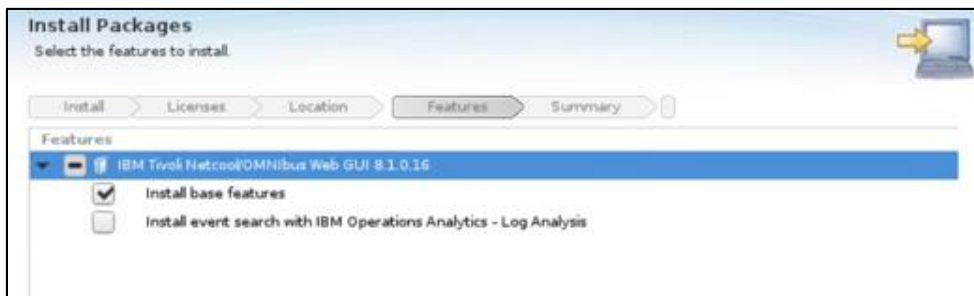 Install Packages
Select the features to install.
Install Licenses Location Features Summary
Features
IBM Tivoli Netcool/OMNIbus Web GUI 8.1.0.16
Install base features
Install event search with IBM Operations Analytics - Log Analysis